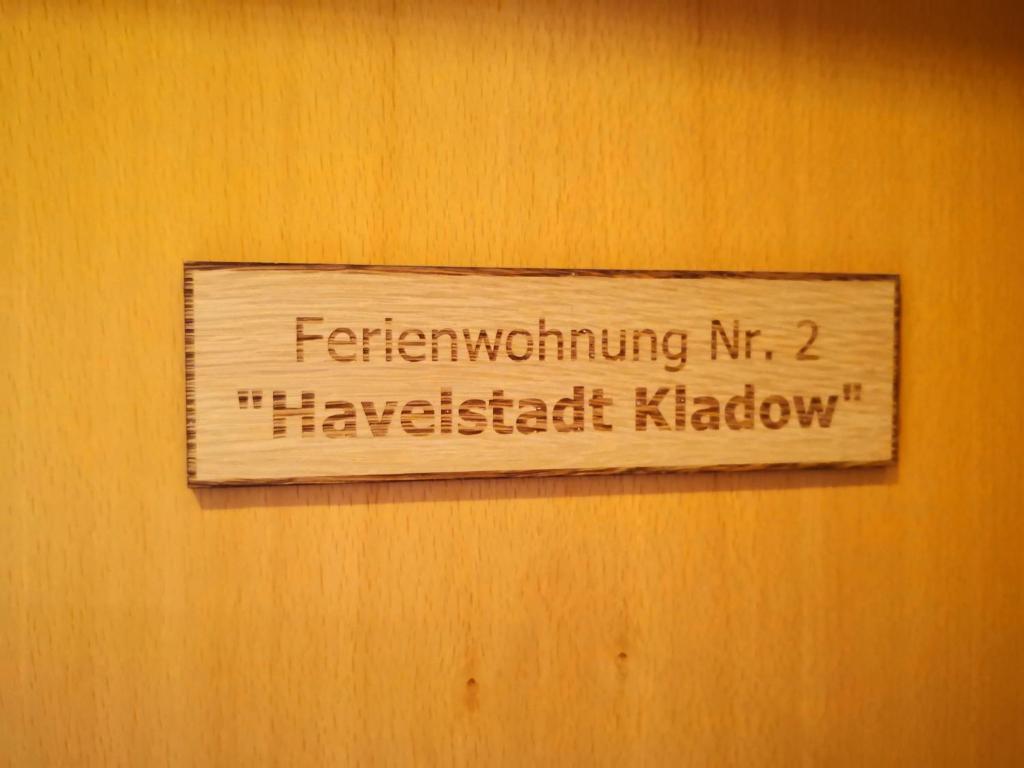 Ferienwohnung Nr. 2
"Havelstadt Kladow"